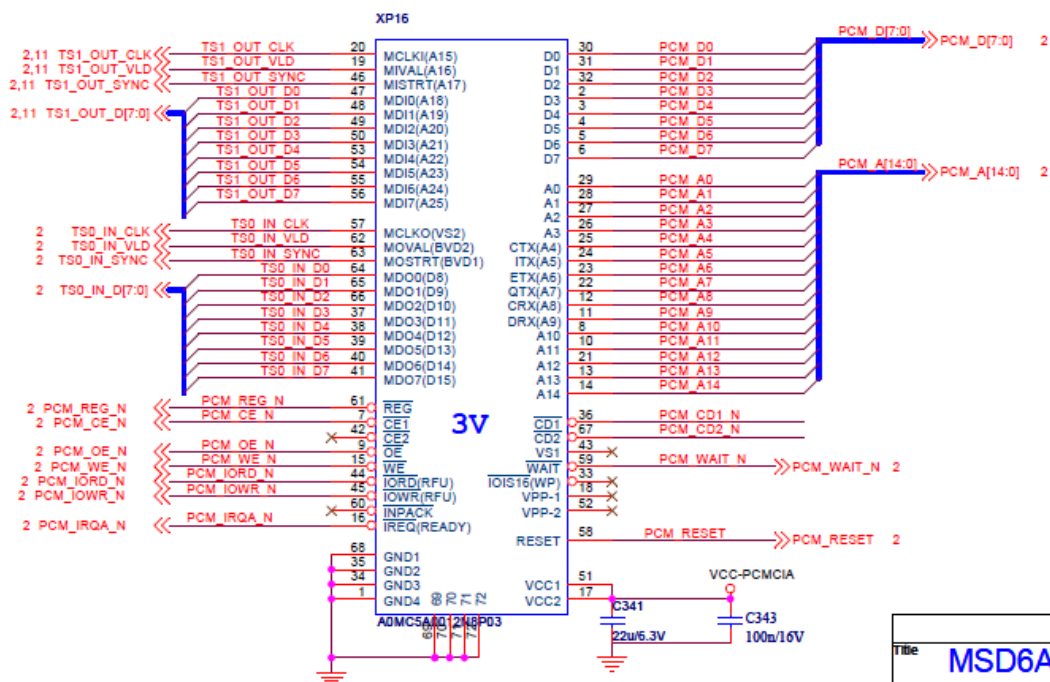 XP16
2,11 TS1_OUT_CLK TS1_OUT_CLK 20 MCLKI(A15) D0 30 PCM_D0 PCM_D[7:0] PCM_D[7:0] 2
2,11 TS1_OUT_VLD TS1_OUT_VLD 19 MIVAL(A16) D1 31 PCM_D1
2,11 TS1_OUT_SYNC TS1_OUT_SYNC 46 MISTRT(A17) D2 32 PCM_D2
TS1_OUT_D0 47 MDI0(A18) D3 2 PCM_D3
2,11 TS1_OUT_D[7:0] TS1_OUT_D1 48 MDI1(A19) D4 3 PCM_D4
TS1_OUT_D2 49 MDI2(A20) D5 4 PCM_D5
TS1_OUT_D3 50 MDI3(A21) D6 5 PCM_D6
TS1_OUT_D4 53 MDI4(A22) D7 6 PCM_D7
TS1_OUT_D5 54 MDI5(A23) PCM_A[14:0] PCM_A[14:0] 2
TS1_OUT_D6 55 MDI6(A24) A0 29 PCM_A0
TS1_OUT_D7 56 MDI7(A25) A1 28 PCM_A1
A2 27 PCM_A2
2 TS0_IN_CLK TS0_IN_CLK 57 MCLKO(VS2) A3 26 PCM_A3
2 TS0_IN_VLD TS0_IN_VLD 62 MOVAL(BVD2) CTX(A4) 25 PCM_A4
2 TS0_IN_SYNC TS0_IN_SYNC 63 MOSTRT(BVD1) ITX(A5) 24 PCM_A5
TS0_IN_D0 64 MDO0(D8) ETX(A6) 23 PCM_A6
2 TS0_IN_D[7:0] TS0_IN_D1 65 MDO1(D9) QTX(A7) 22 PCM_A7
TS0_IN_D2 66 MDO2(D10) CRX(A8) 12 PCM_A8
TS0_IN_D3 37 MDO3(D11) DRX(A9) 11 PCM_A9
TS0_IN_D4 38 MDO4(D12) A10 8 PCM_A10
TS0_IN_D5 39 MDO5(D13) A11 10 PCM_A11
TS0_IN_D6 40 MDO6(D14) A12 21 PCM_A12
TS0_IN_D7 41 MDO7(D15) A13 13 PCM_A13
A14 14 PCM_A14
2 PCM_REG_N PCM_REG_N 61 REG
2 PCM_CE_N PCM_CE_N 7 CE1 3V CD1 36 PCM_CD1_N
42 CE2 CD2 67 PCM_CD2_N
2 PCM_OE_N PCM_OE_N 9 OE VS1 43
2 PCM_WE_N PCM_WE_N 15 WE WAIT 59 PCM_WAIT_N PCM_WAIT_N 2
2 PCM_IORD_N PCM_IORD_N 44 IORD(RFU) IOIS16(WP) 33
2 PCM_IOWR_N PCM_IOWR_N 45 IOWR(RFU) VPP-1 18
60 INPACK VPP-2 52
2 PCM_IRQA_N PCM_IRQA_N 16 IREQ(READY)
RESET 58 PCM_RESET PCM_RESET 2
68 GND1
35 GND2
34 GND3 VCC1 51 VCC-PCMCIA
1 GND4 VCC2 17
69 70 71 72
C341
22u/6.3V
C343
100n/16V
69 70 71 72
Title MSD6A